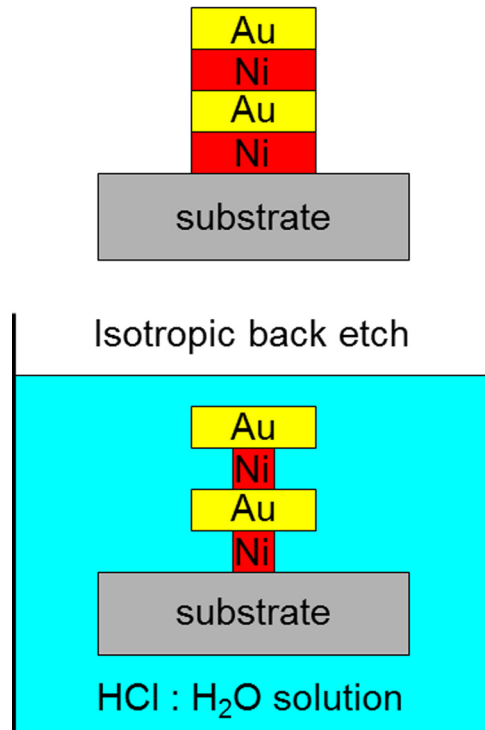 Au
Ni
Au
Ni
substrate
Isotropic back etch
Au
Ni
Au
Ni
substrate
HCl : H₂O solution